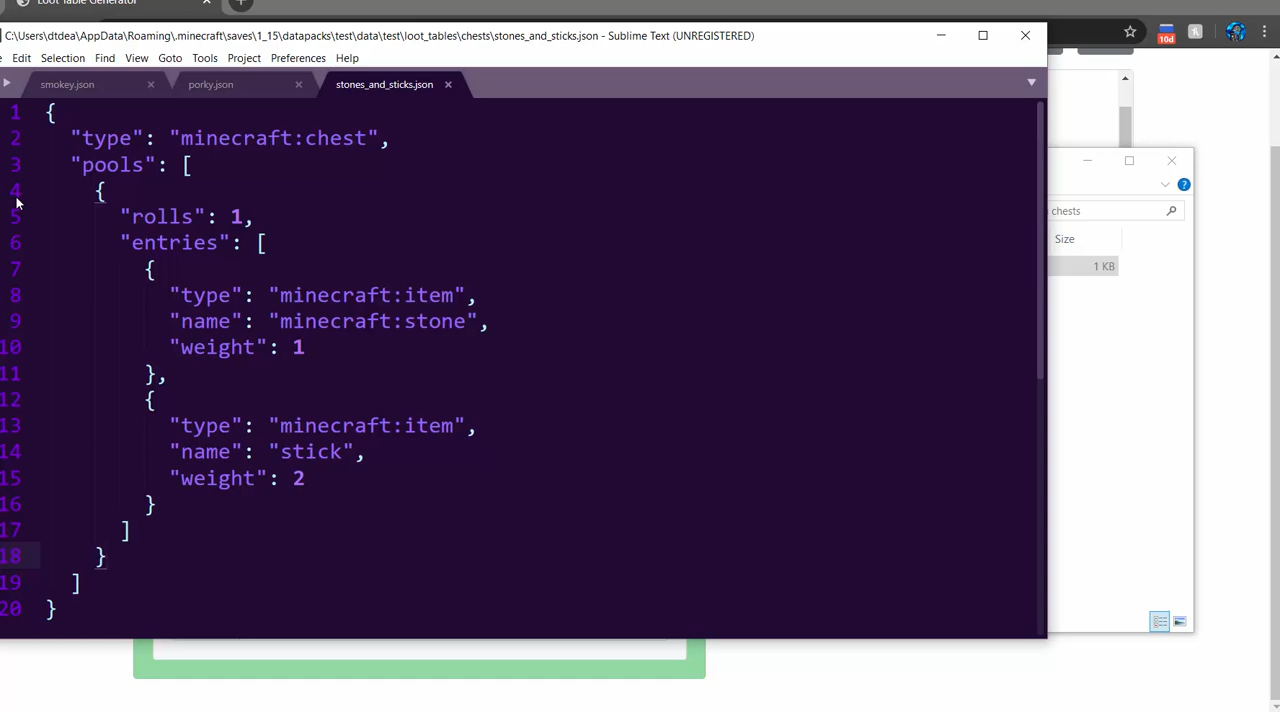 Loot Table Generator
C:\Users\dtdea\AppData\Roaming\.minecraft\saves\1_15\datapacks\test\data\test\loot_tables\chests\stones_and_sticks.json - Sublime Text (UNREGISTERED)
10d
Edit Selection Find View Goto Tools Project Preferences Help
smokey.json porky.json stones_and_sticks.json
1 {
2 "type": "minecraft:chest",
3 "pools": [
4 {
5 "rolls": 1,
6 "entries": [
7 {
8 "type": "minecraft:item",
9 "name": "minecraft:stone",
10 "weight": 1
11 },
12 {
13 "type": "minecraft:item",
14 "name": "stick",
15 "weight": 2
16 }
17 ]
18 }
19 ]
20 }
chests
Size
1 KB